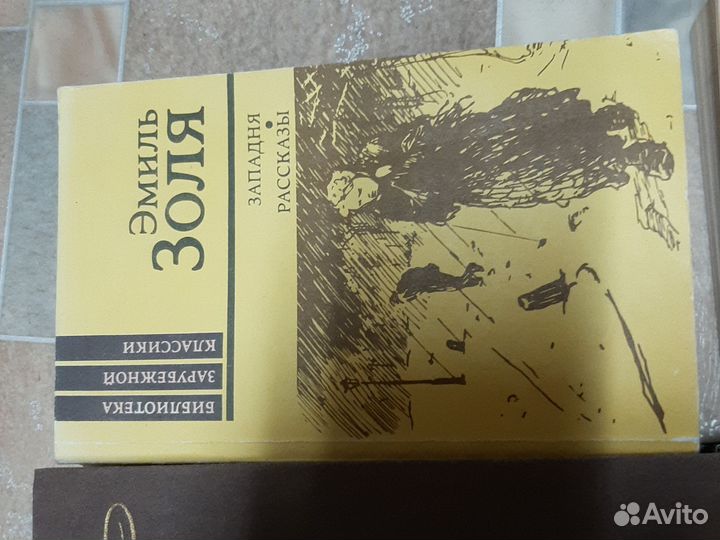 Эмиль
Золя
ЗАПАДНЯ
РАССКАЗЫ
БИБЛИОТЕКА
ЗАРУБЕЖНОЙ
КЛАССИКИ
Avito